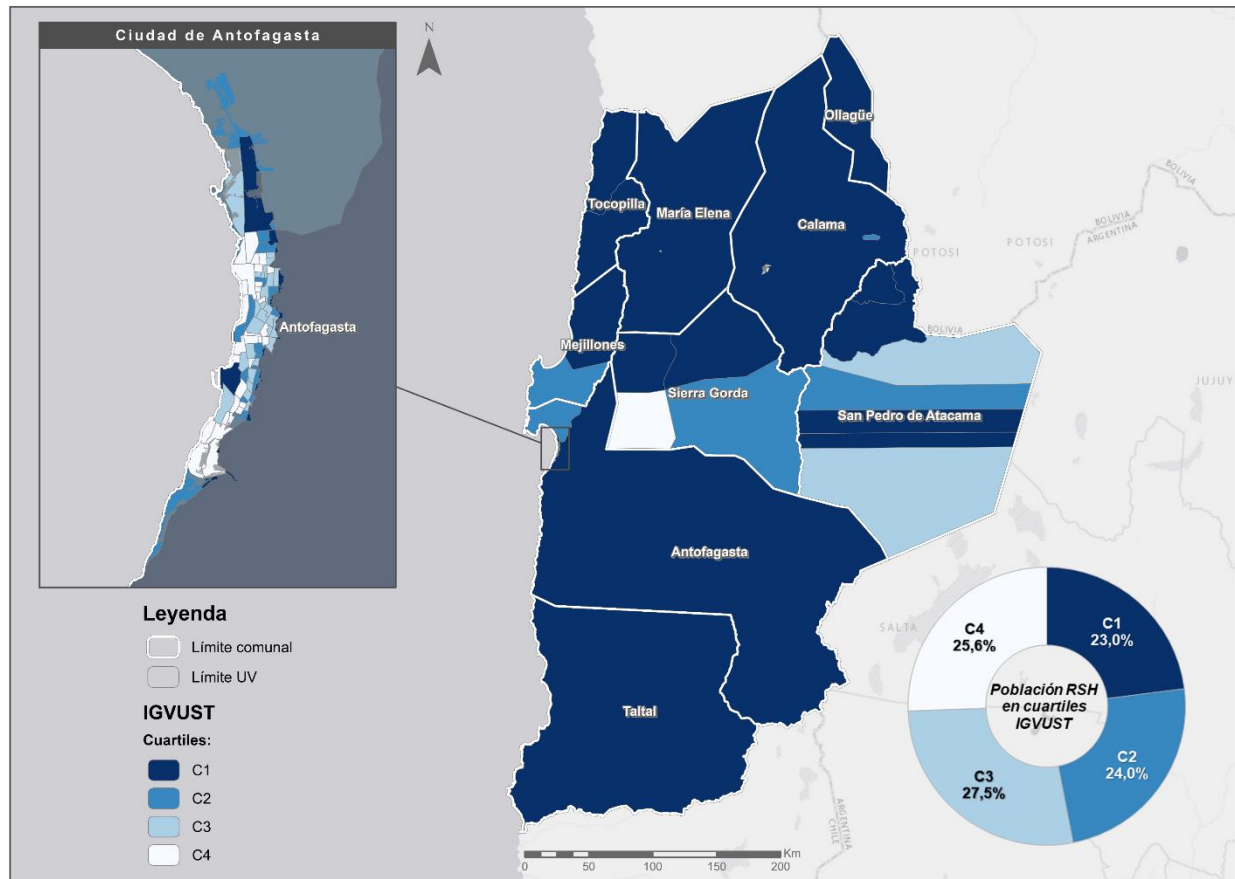 Ciudad de Antofagasta
Antofagasta
N
Ollagüe
Tocopilla
María Elena
Calama
Mejillones
Sierra Gorda
San Pedro de Atacama
Antofagasta
Taltal
BOLIVIA
BOLIVIA
ARGENTINA
POTOSI
POTOSI
BOLIVIA
JUJUY
SALTA
ARGENTINA
CHILE
Leyenda
Límite comunal
Límite UV
IGVUST
Cuartiles:
C1
C2
C3
C4
C4
25,6%
C1
23,0%
Población RSH
en cuartiles
IGVUST
C3
27,5%
C2
24,0%
Km
0 50 100 150 200